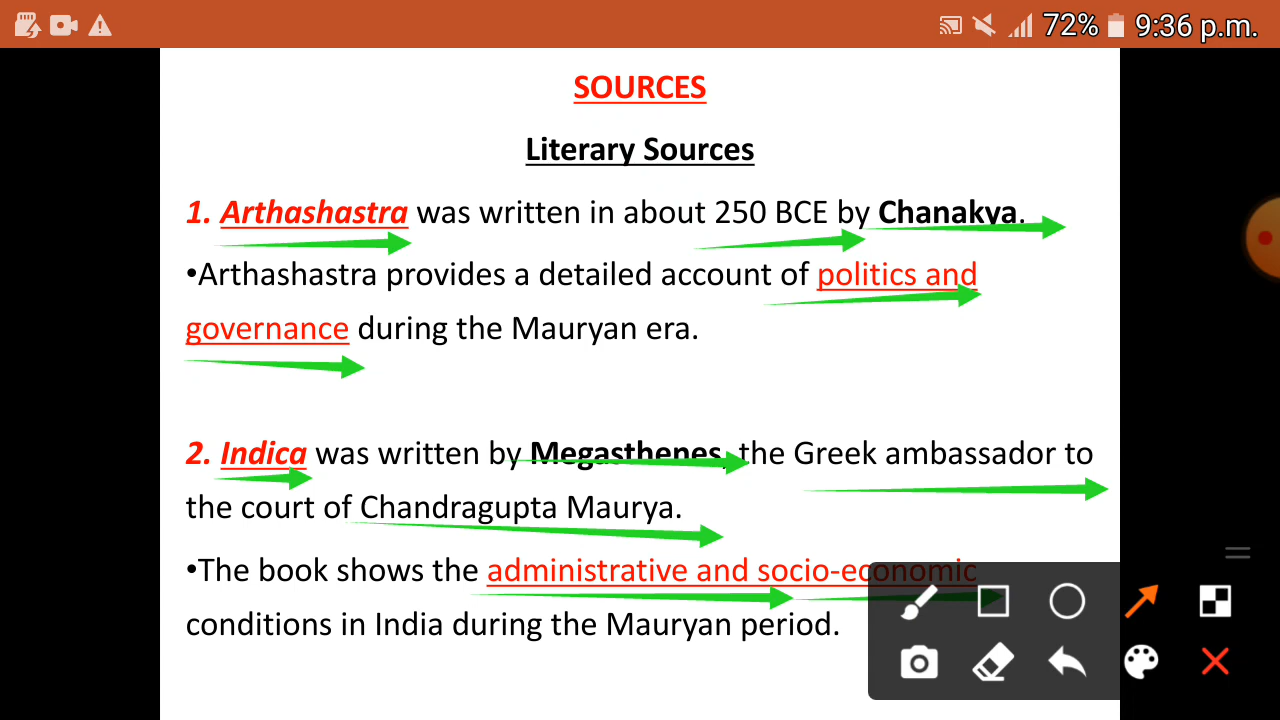 72% 9:36 p.m.
SOURCES
Literary Sources
1. Arthashastra was written in about 250 BCE by Chanakya.
•Arthashastra provides a detailed account of politics and
governance during the Mauryan era.
2. Indica was written by Megasthenes, the Greek ambassador to
the court of Chandragupta Maurya.
•The book shows the administrative and socio-economic
conditions in India during the Mauryan period.